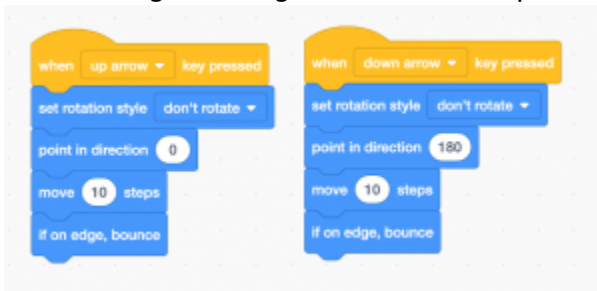 when up arrow key pressed
set rotation style don't rotate
point in direction 0
move 10 steps
if on edge, bounce
when down arrow key pressed
set rotation style don't rotate
point in direction 180
move 10 steps
if on edge, bounce